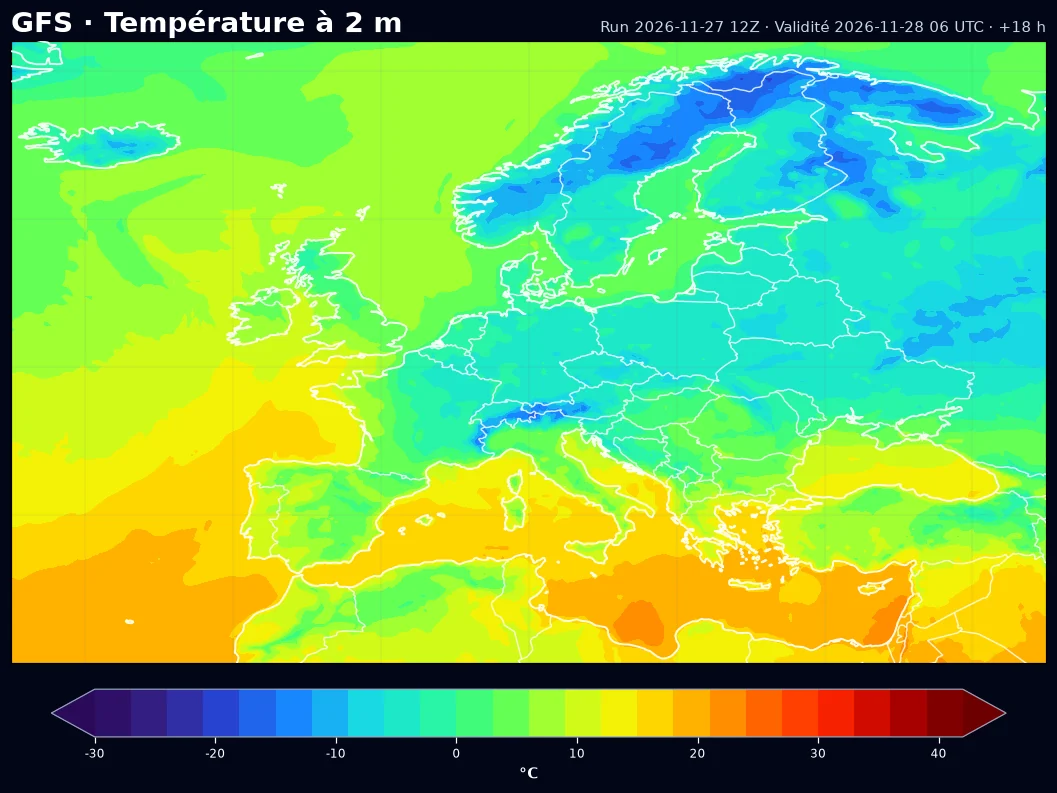 GFS · Température à 2 m
Run 2026-11-27 12Z · Validité 2026-11-28 06 UTC · +18 h
-30 -20 -10 0 10 20 30 40
°C